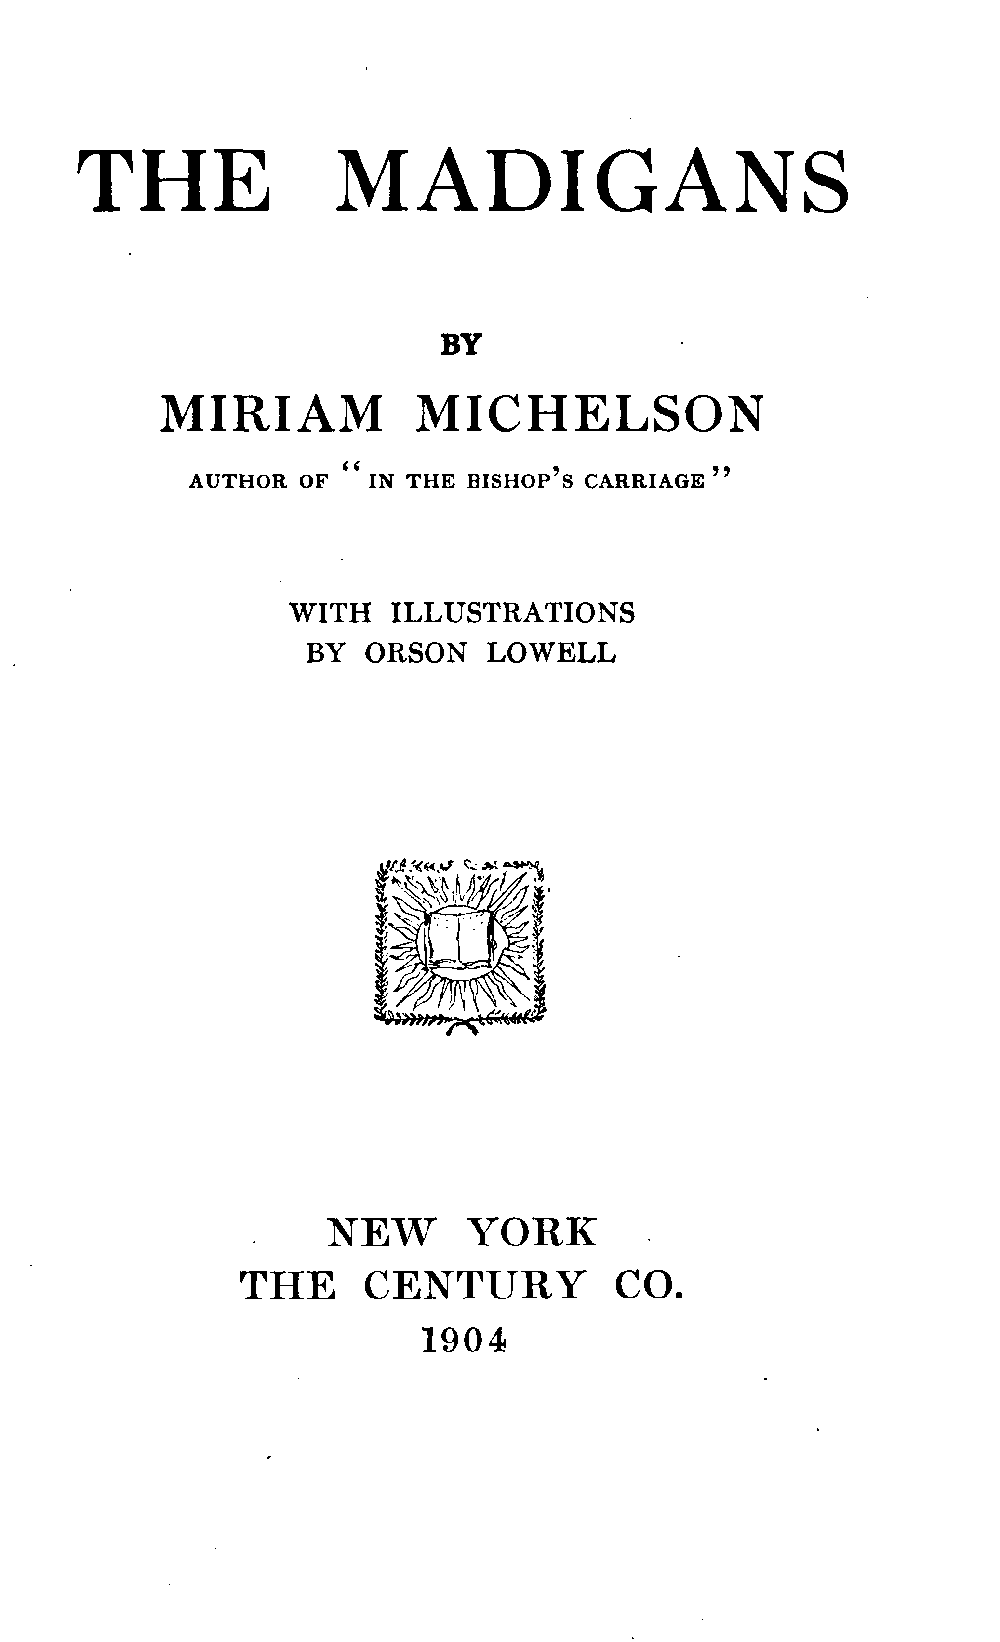 THE MADIGANS
BY
MIRIAM MICHELSON
AUTHOR OF “IN THE BISHOP’S CARRIAGE”
WITH ILLUSTRATIONS
BY ORSON LOWELL
NEW YORK
THE CENTURY CO.
1904